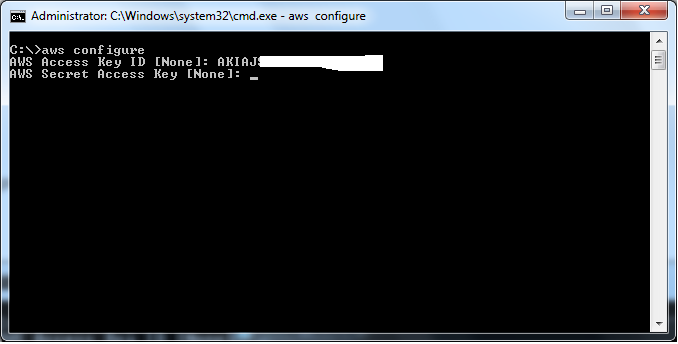 Administrator: C:\Windows\system32\cmd.exe - aws  configure
C:\>aws configure
AWS Access Key ID [None]: AKIAJ
AWS Secret Access Key [None]: _